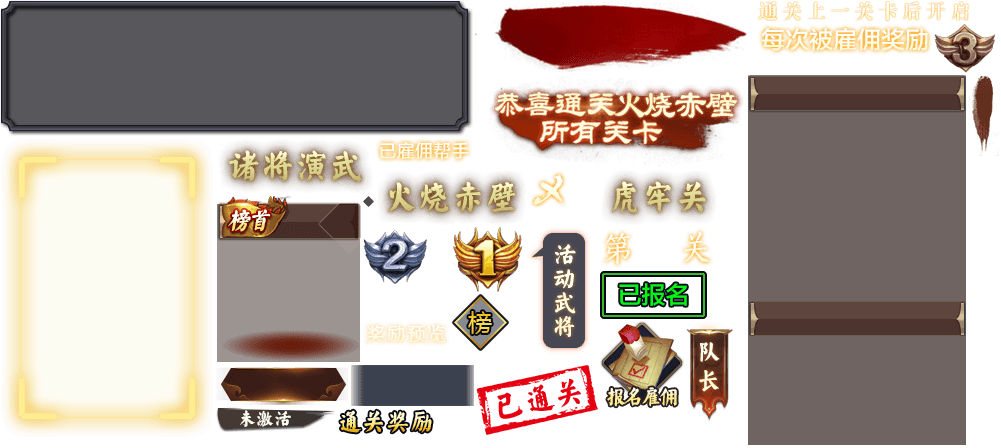 通关上一关卡后开启
每次被雇佣奖励
3
恭喜通关火烧赤壁
所有关卡
已雇佣帮手
诸将演武
火烧赤壁
虎牢关
榜首
2
1
活动武将
第 关
已报名
榜
奖励预览
队长
报名雇佣
已通关
未激活
通关奖励